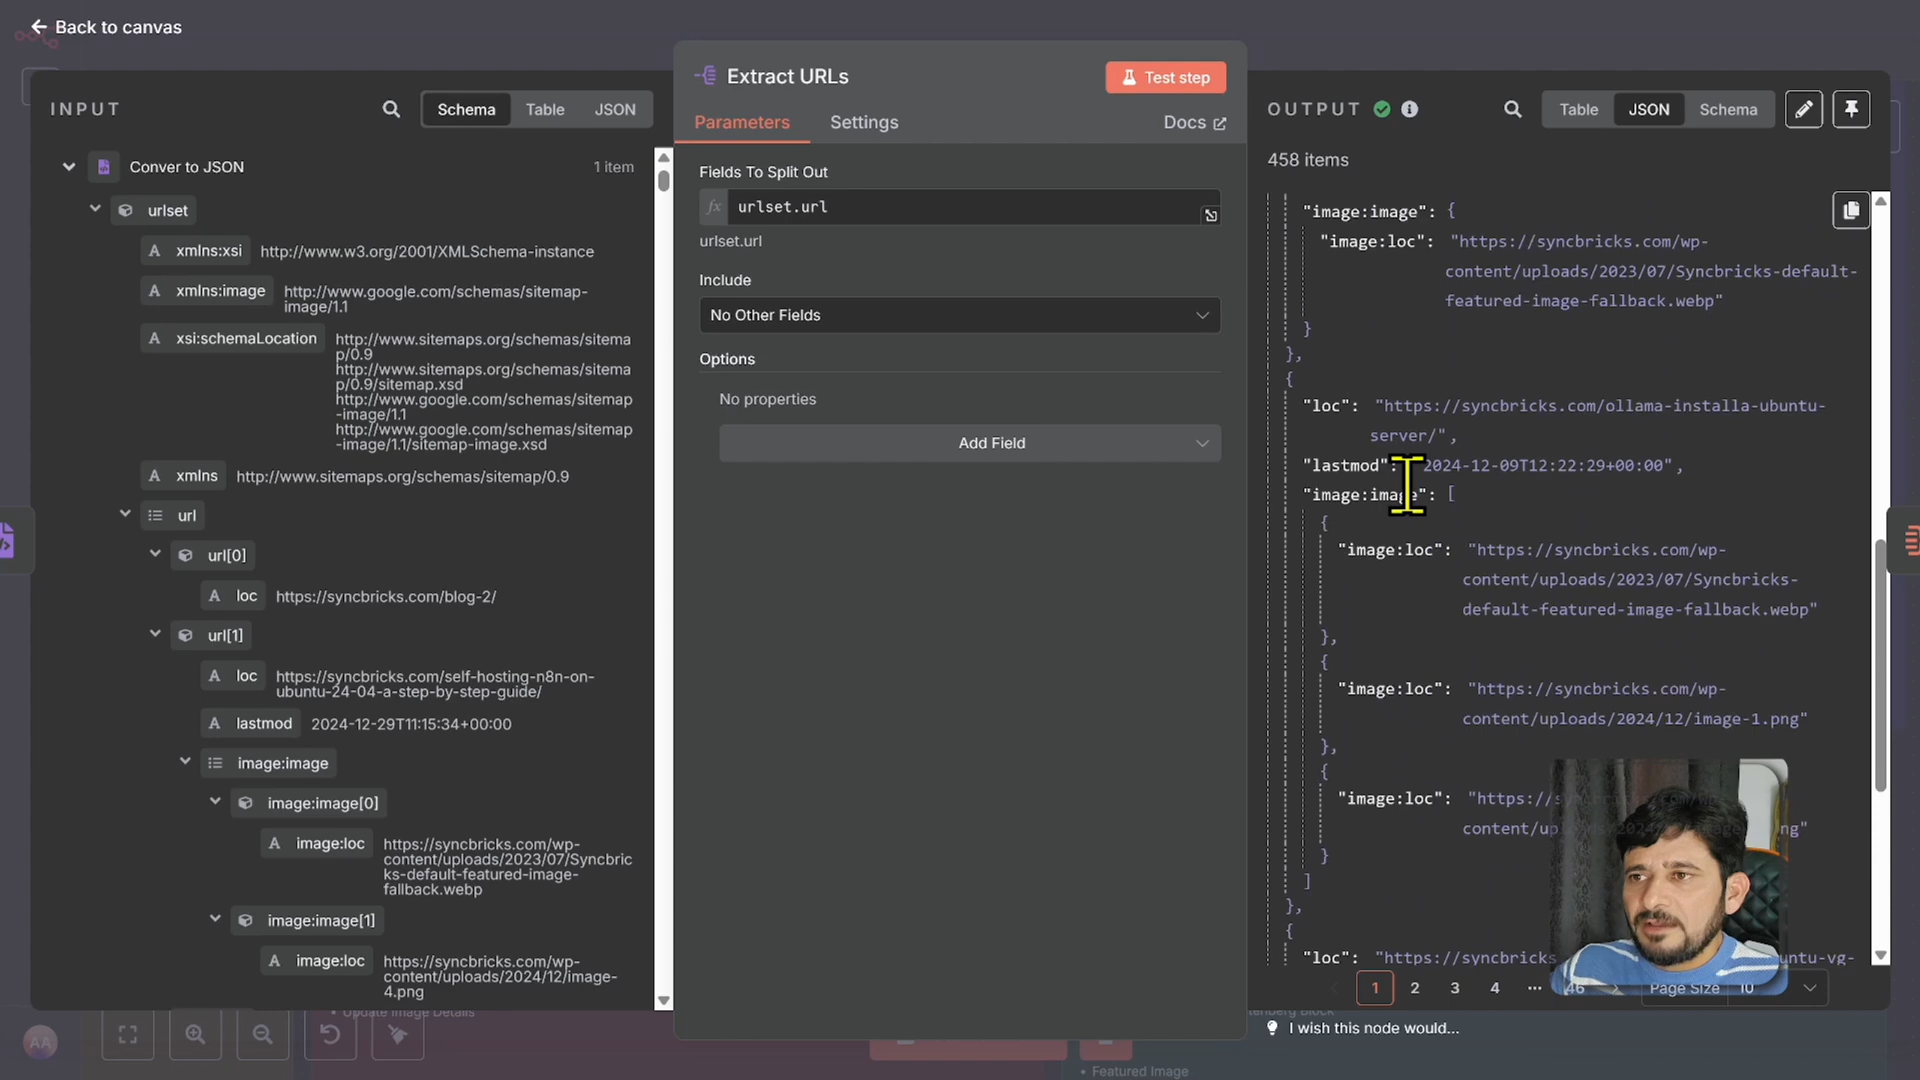 Back to canvas
INPUT
Schema
Table
JSON
Conver to JSON
1 item
urlset
A xmlns:xsi http://www.w3.org/2001/XMLSchema-instance
A xmlns:image http://www.google.com/schemas/sitemap-
image/1.1
A xsi:schemaLocation http://www.sitemaps.org/schemas/sitema
p/0.9
http://www.sitemaps.org/schemas/sitema
p/0.9/sitemap.xsd
http://www.google.com/schemas/sitemap
-image/1.1
http://www.google.com/schemas/sitemap
-image/1.1/sitemap-image.xsd
A xmlns http://www.sitemaps.org/schemas/sitemap/0.9
url
url[0]
A loc https://syncbricks.com/blog-2/
url[1]
A loc https://syncbricks.com/self-hosting-n8n-on-
ubuntu-24-04-a-step-by-step-guide/
A lastmod 2024-12-29T11:15:34+00:00
image:image
image:image[0]
A image:loc https://syncbricks.com/wp-
content/uploads/2023/07/Syncbric
ks-default-featured-image-
fallback.webp
image:image[1]
A image:loc https://syncbricks.com/wp-
content/uploads/2024/12/image-
4.png
Extract URLs
Test step
Parameters
Settings
Docs
Fields To Split Out
fx urlset.url
urlset.url
Include
No Other Fields
Options
No properties
Add Field
OUTPUT
Table
JSON
Schema
458 items
"image:image": {
"image:loc": "https://syncbricks.com/wp-
content/uploads/2023/07/Syncbricks-default-
featured-image-fallback.webp"
}
},
{
"loc": "https://syncbricks.com/ollama-installa-ubuntu-
server/",
"lastmod": 2024-12-09T12:22:29+00:00",
"image:image": [
{
"image:loc": "https://syncbricks.com/wp-
content/uploads/2023/07/Syncbricks-
default-featured-image-fallback.webp"
},
{
"image:loc": "https://syncbricks.com/wp-
content/uploads/2024/12/image-1.png"
},
{
"image:loc": "https://syncbricks.com/wp-
content/uploads/2024/
}
]
},
{
"loc": "https://syncbricks
1
2
3
4
...
46
Page Size
10
I wish this node would...
AA
Update Image Details
Featured Image